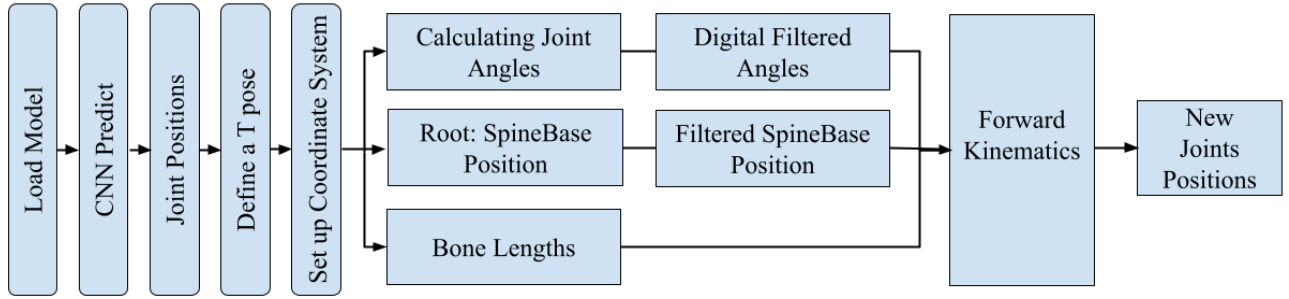 Load Model
CNN Predict
Joint Positions
Define a T pose
Set up Coordinate System
Calculating Joint
Angles
Digital Filtered
Angles
Root: SpineBase
Position
Filtered SpineBase
Position
Bone Lengths
Forward
Kinematics
New
Joints
Positions